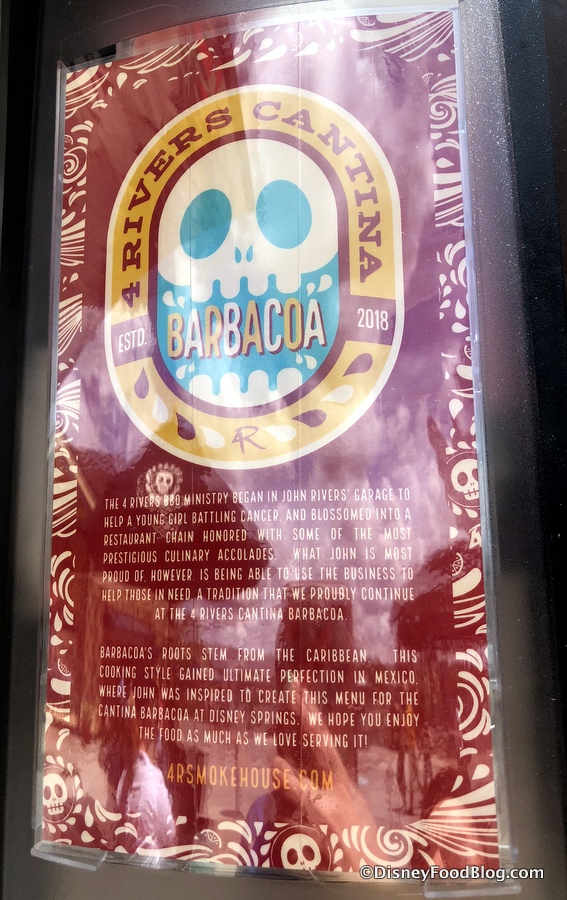 4 RIVERS CANTINA
BARBACOA
ESTD. 2018
4R
THE 4 RIVERS BBQ MINISTRY BEGAN IN JOHN RIVERS' GARAGE TO
HELP A YOUNG GIRL BATTLING CANCER, AND BLOSSOMED INTO A
RESTAURANT CHAIN HONORED WITH SOME OF THE MOST
PRESTIGIOUS CULINARY ACCOLADES. WHAT JOHN IS MOST
PROUD OF, HOWEVER, IS BEING ABLE TO USE THE BUSINESS TO
HELP THOSE IN NEED, A TRADITION THAT WE PROUDLY CONTINUE
AT THE 4 RIVERS CANTINA BARBACOA.
BARBACOA'S ROOTS STEM FROM THE CARIBBEAN. THIS
COOKING STYLE GAINED ULTIMATE PERFECTION IN MEXICO,
WHERE JOHN WAS INSPIRED TO CREATE THIS MENU FOR THE
CANTINA BARBACOA AT DISNEY SPRINGS. WE HOPE YOU ENJOY
THE FOOD AS MUCH AS WE LOVE SERVING IT!
4RSMOKEHOUSE.COM
©DisneyFoodBlog.com